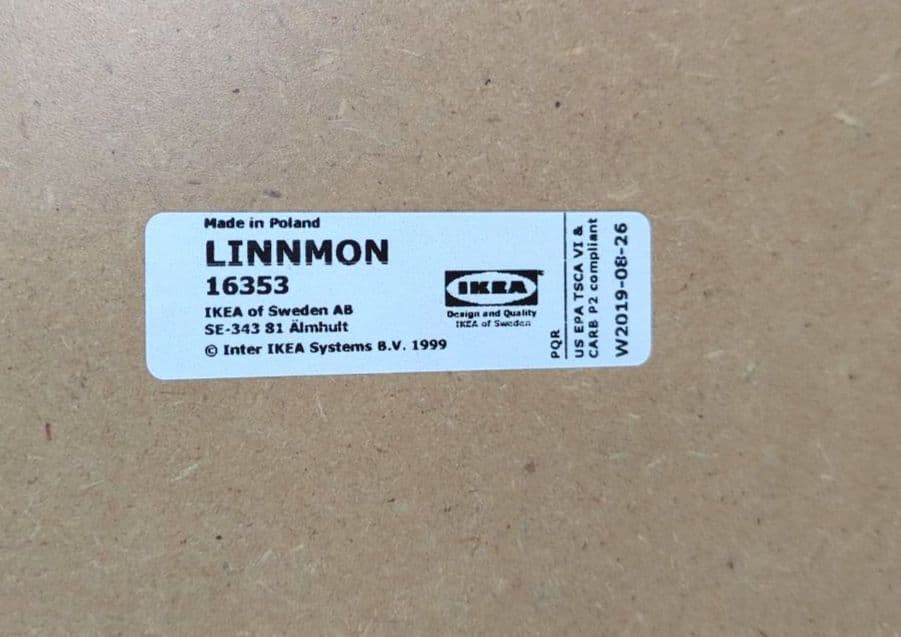 Made in Poland
LINNMON
16353
IKEA of Sweden AB
SE-343 81 Älmhult
© Inter IKEA Systems B.V. 1999
IKEA
Design and Quality
IKEA of Sweden
PQR
US EPA TSCA VI &
CARB P2 compliant
W2019-08-26